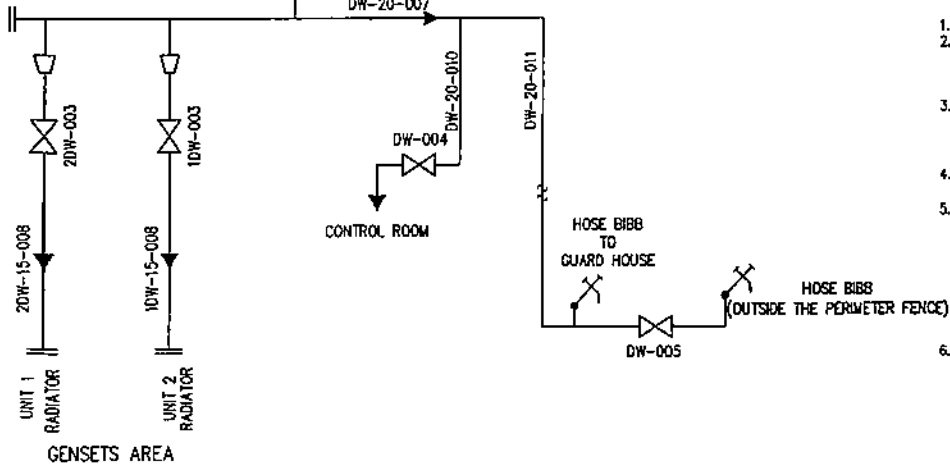 DW-20-007
1.
2.
3.
4.
5.
6.
2DW-003
1DW-003
DW-20-010
DW-20-011
DW-004
CONTROL ROOM
2DW-15-008
1DW-15-008
HOSE BIBB
TO
GUARD HOUSE
HOSE BIBB
(OUTSIDE THE PERIMETER FENCE)
DW-005
UNIT 1
RADIATOR
UNIT 2
RADIATOR
GENSETS AREA